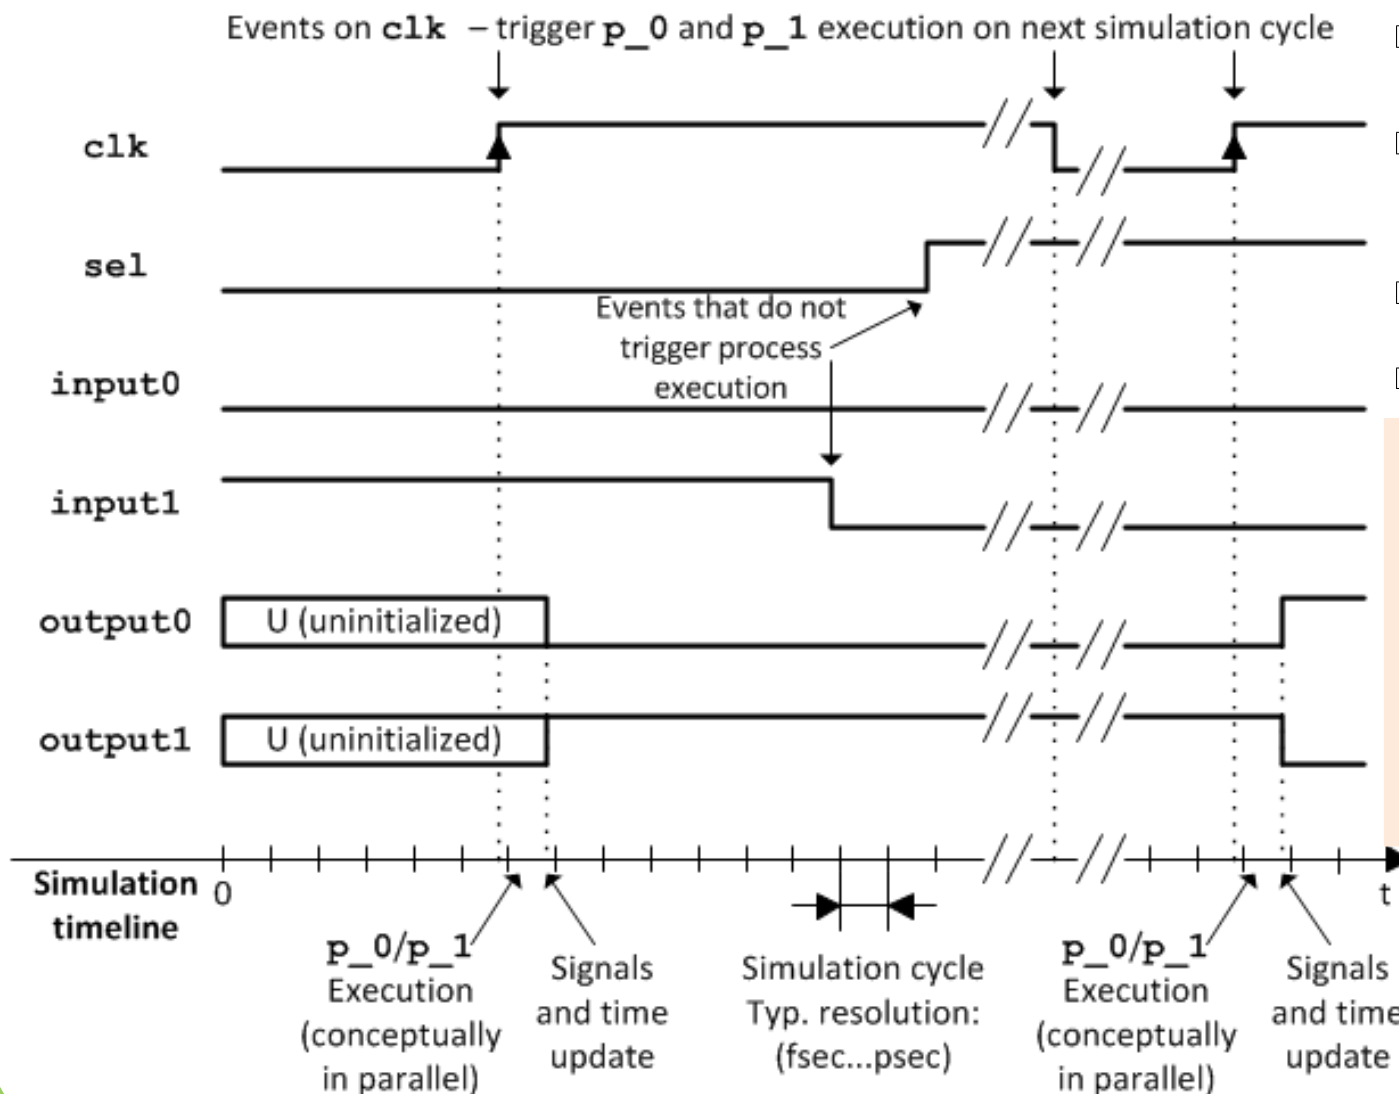 Events on clk – trigger p_0 and p_1 execution on next simulation cycle
clk
sel
Events that do not
trigger process
execution
input0
input1
output0
U (uninitialized)
output1
U (uninitialized)
Simulation
timeline
0
t
p_0/p_1
Execution
(conceptually
in parallel)
Signals
and time
update
Simulation cycle
Typ. resolution:
(fsec...psec)
p_0/p_1
Execution
(conceptually
in parallel)
Signals
and time
update